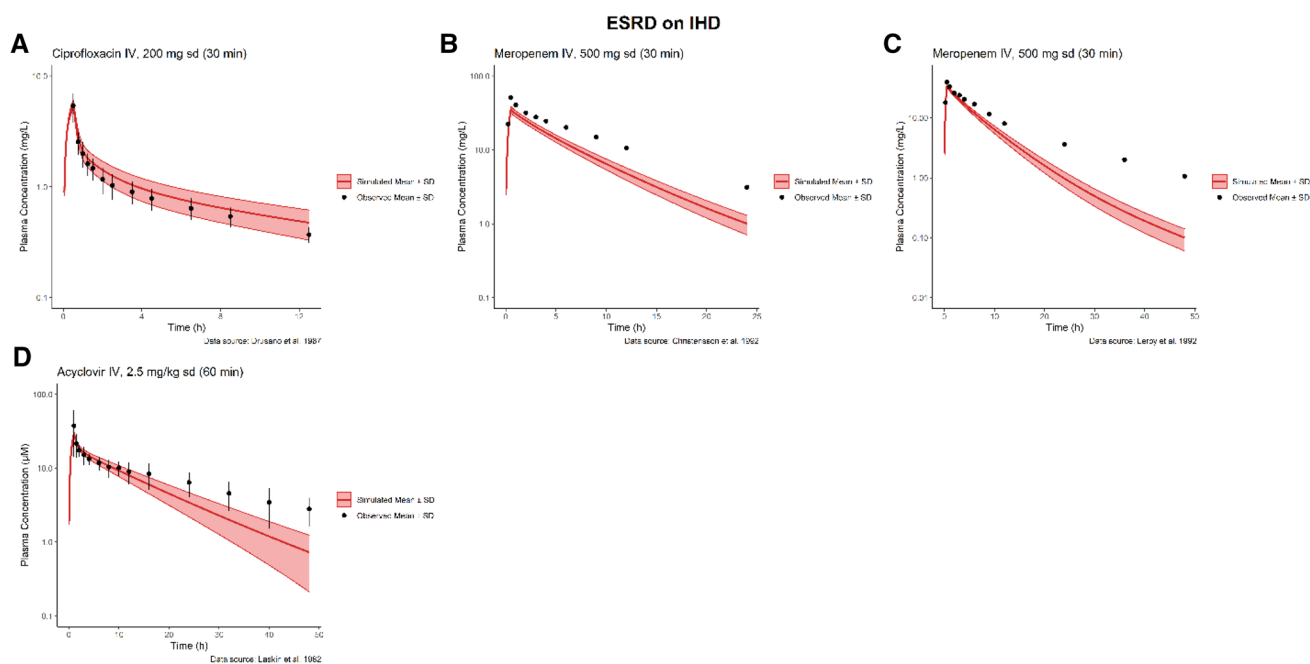 ESRD on IHD
A
Ciprofloxacin IV, 200 mg sd (30 min)
Plasma Concentration (mg/L)
10.0
1.0
0.1
0
4
8
12
Time (h)
Simulated Mean ± SD
Observed Mean ± SD
Data source: Drusano et al. 1987
B
Meropenem IV, 500 mg sd (30 min)
Plasma Concentration (mg/L)
100.0
10.0
1.0
0.1
0
5
10
15
20
25
Time (h)
Simulated Mean ± SD
Observed Mean ± SD
Data source: Christensson et al. 1992
C
Meropenem IV, 500 mg sd (30 min)
Plasma Concentration (mg/L)
10.00
1.00
0.10
0.01
0
10
20
30
40
50
Time (h)
Simulated Mean ± SD
Observed Mean ± SD
Data source: Leroy et al. 1992
D
Acyclovir IV, 2.5 mg/kg sd (60 min)
Plasma Concentration (µM)
100.0
10.0
1.0
0.1
0
10
20
30
40
50
Time (h)
Simulated Mean ± SD
Observed Mean ± SD
Data source: Laskin et al. 1982